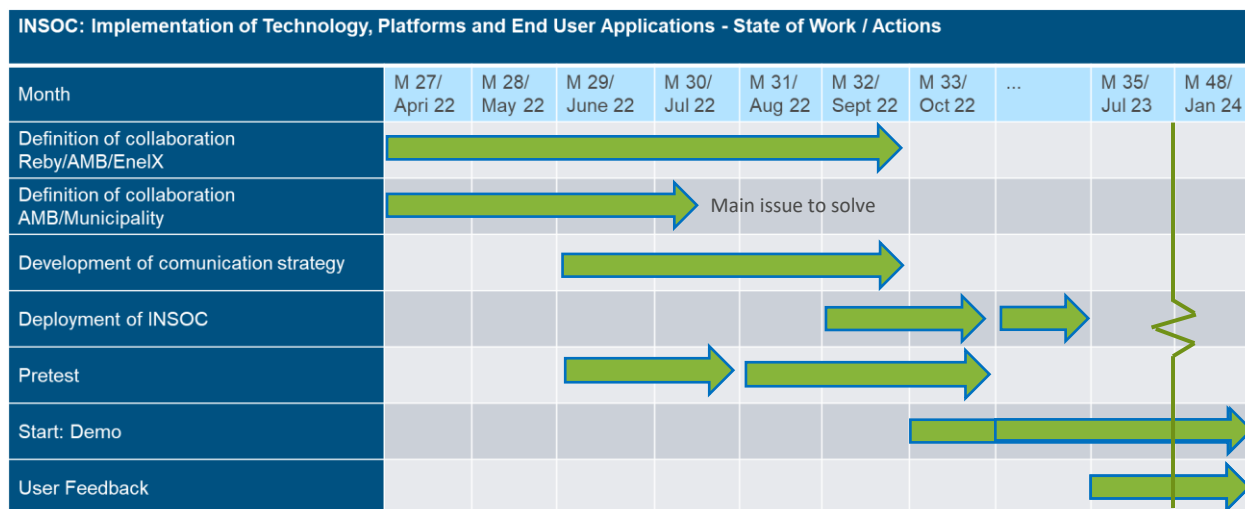 INSOC: Implementation of Technology, Platforms and End User Applications - State of Work / Actions
Month
M 27/
Apri 22
M 28/
May 22
M 29/
June 22
M 30/
Jul 22
M 31/
Aug 22
M 32/
Sept 22
M 33/
Oct 22
...
M 35/
Jul 23
M 48/
Jan 24
Definition of collaboration
Reby/AMB/EnelX
Definition of collaboration
AMB/Municipality
Main issue to solve
Development of comunication strategy
Deployment of INSOC
Pretest
Start: Demo
User Feedback